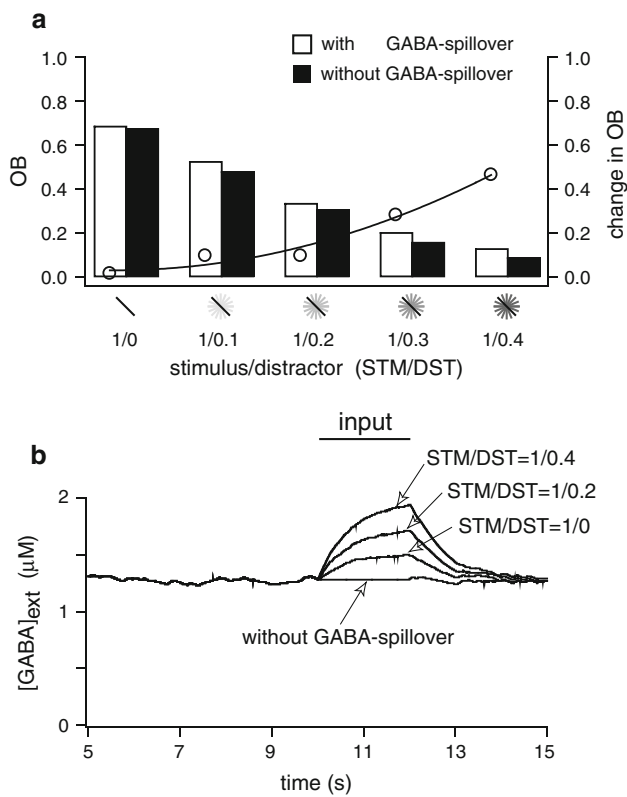 a
with GABA-spillover
without GABA-spillover
1.0
0.8
0.6
0.4
0.2
0.0
OB
1.0
0.8
0.6
0.4
0.2
0.0
change in OB
1/0 1/0.1 1/0.2 1/0.3 1/0.4
stimulus/distractor (STM/DST)
b
input
STM/DST=1/0.4
STM/DST=1/0.2
STM/DST=1/0
without GABA-spillover
2
1
0
[GABA]ext (μM)
5 7 9 11 13 15
time (s)